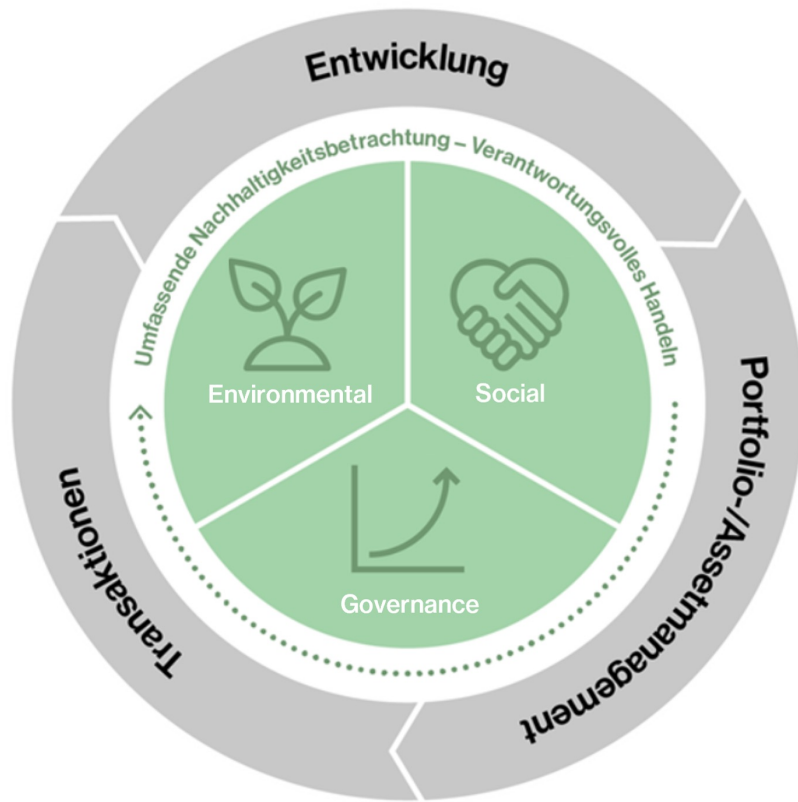 Entwicklung
Umfassende Nachhaltigkeitsbetrachtung – Verantwortungsvolles Handeln
Environmental
Social
Governance
Portfolio-/Assetmanagement
Transaktionen